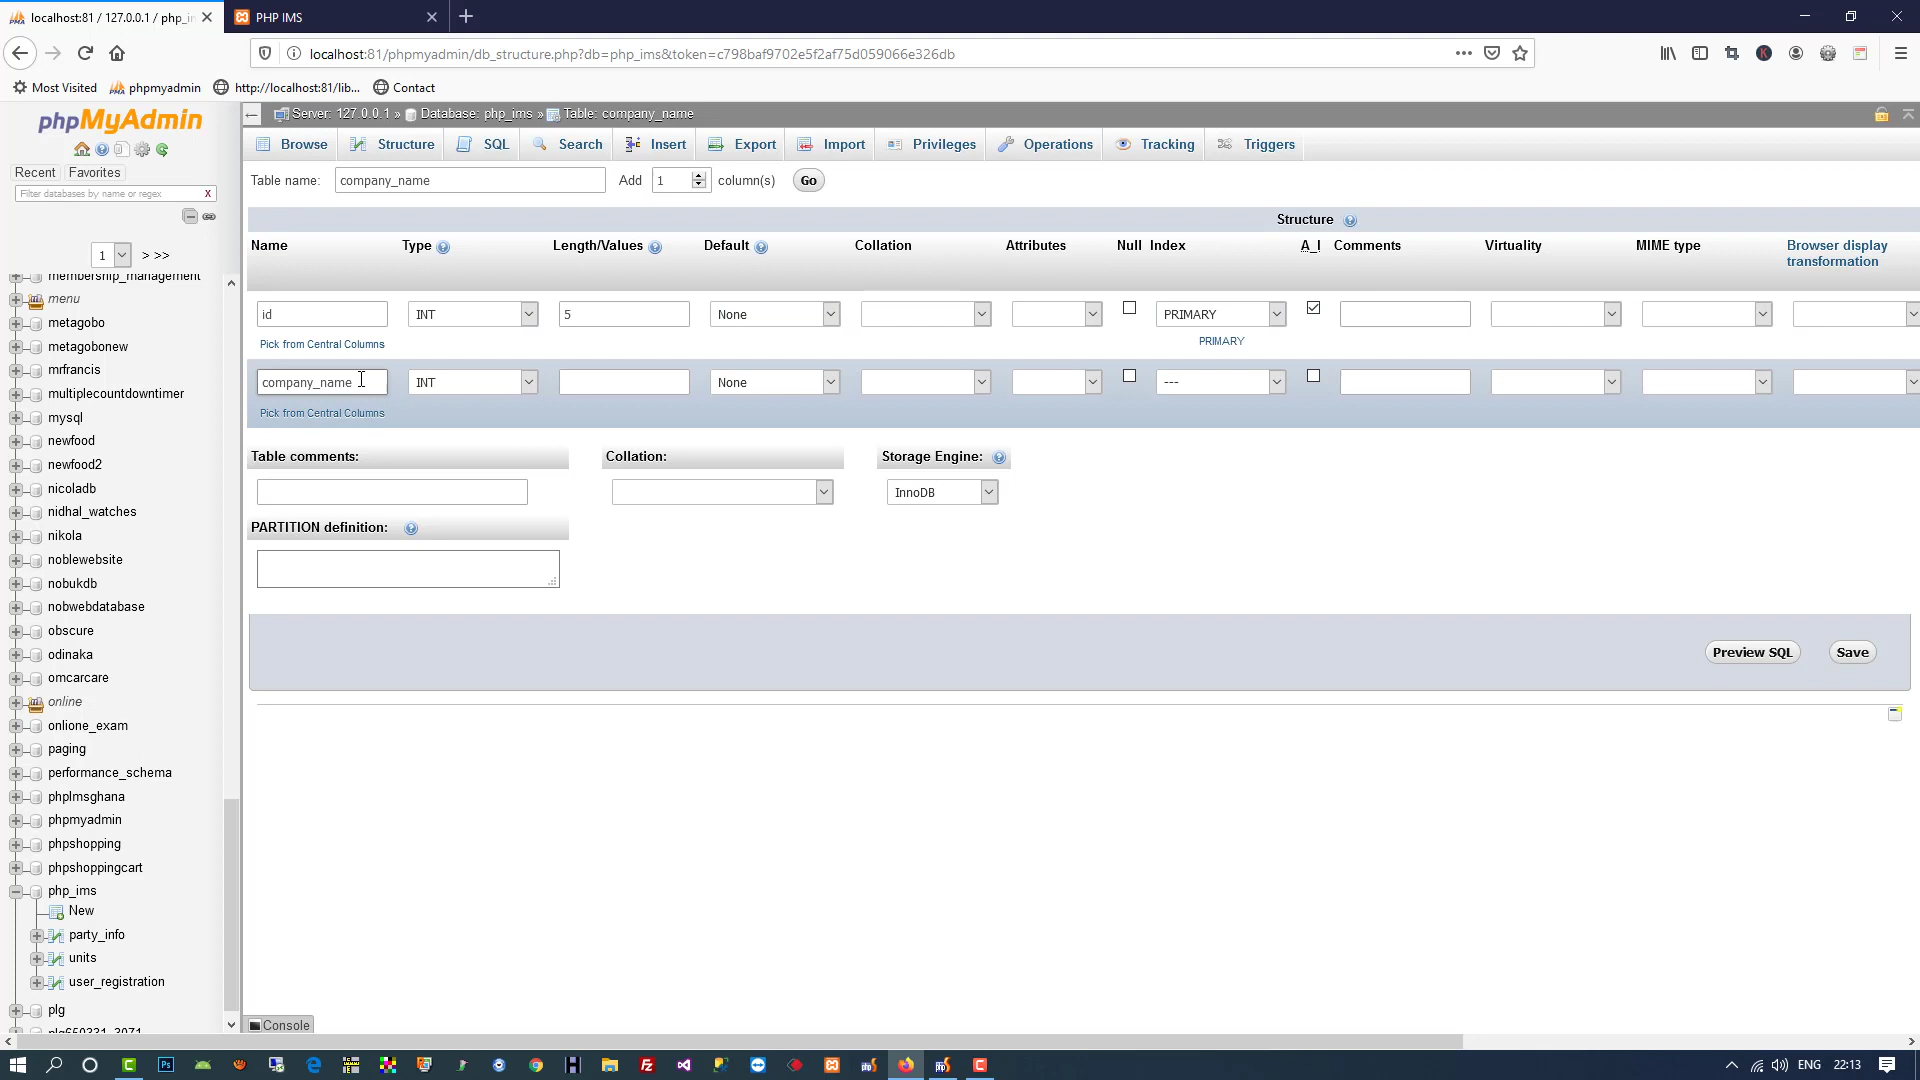 localhost:81 / 127.0.0.1 / php_i
PHP IMS
localhost:81/phpmyadmin/db_structure.php?db=php_ims&token=c798baf9702e5f2af75d059066e326db
Most Visited
phpmyadmin
http://localhost:81/lib...
Contact
phpMyAdmin
Server: 127.0.0.1 » Database: php_ims » Table: company_name
Browse
Structure
SQL
Search
Insert
Export
Import
Privileges
Operations
Tracking
Triggers
Recent
Favorites
Filter databases by name or regex
X
1
> >>
membership_management
menu
metagobo
metagobonew
mrfrancis
multiplecountdowntimer
mysql
newfood
newfood2
nicoladb
nidhal_watches
nikola
noblewebsite
nobukdb
nobwebdatabase
obscure
odinaka
omcarcare
online
onlione_exam
paging
performance_schema
phplmsghana
phpmyadmin
phpshopping
phpshoppingcart
php_ims
New
party_info
units
user_registration
plg
plg650331_3071
Table name: company_name Add 1 column(s) Go
Structure
Name Type Length/Values Default Collation Attributes Null Index A_I Comments Virtuality MIME type Browser display transformation
id INT 5 None PRIMARY
Pick from Central Columns PRIMARY
company_name INT None ---
Pick from Central Columns
Table comments: Collation: Storage Engine:
InnoDB
PARTITION definition:
Preview SQL Save
Console
ENG 22:13